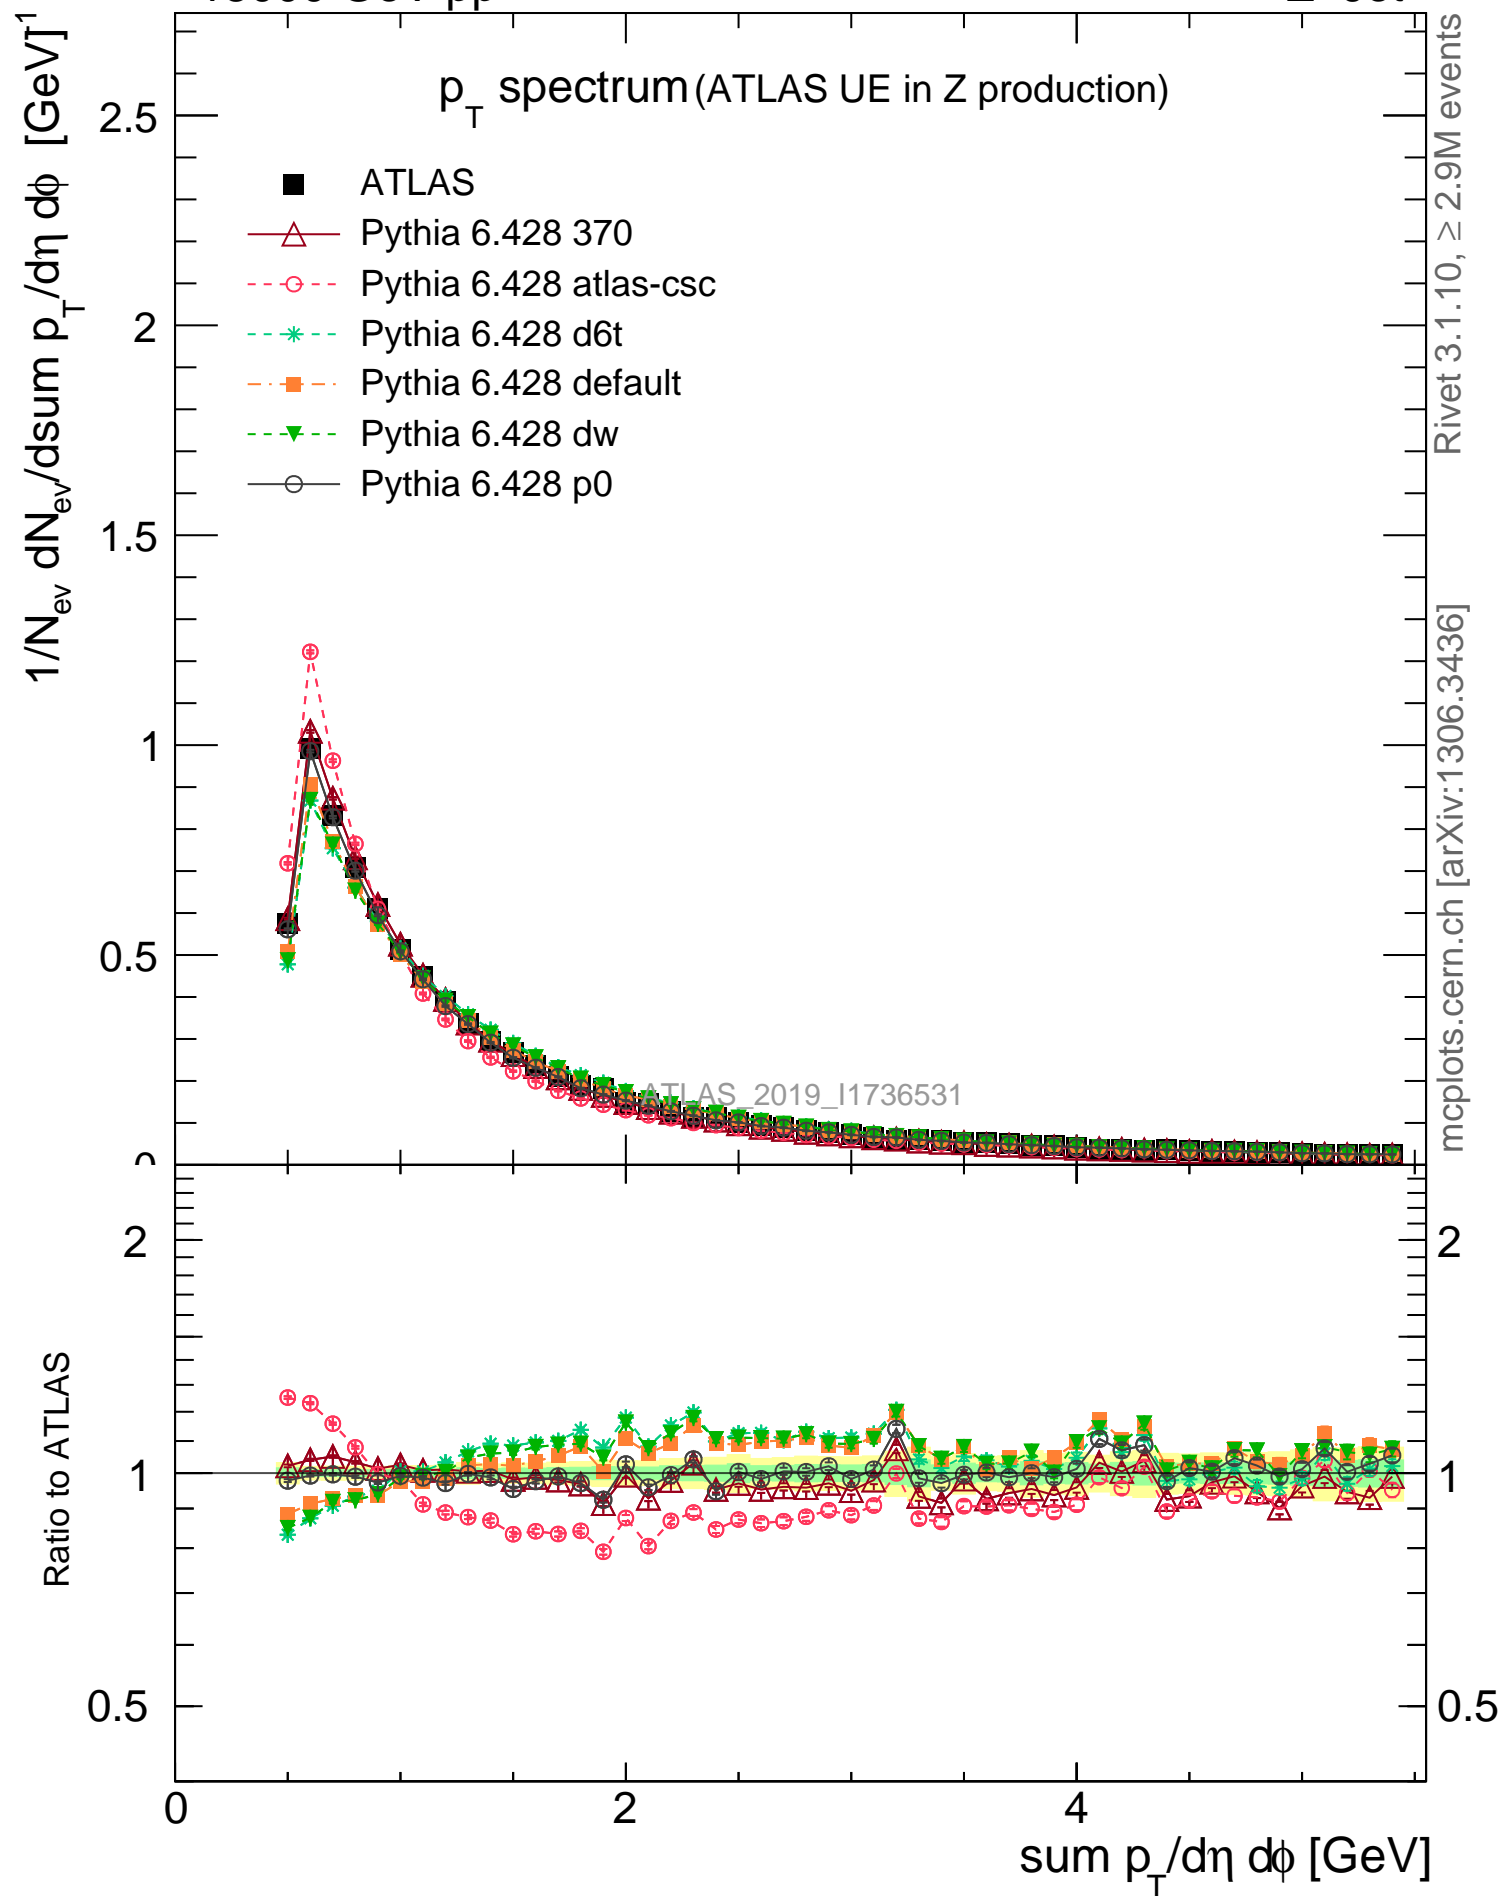 p_T spectrum (ATLAS UE in Z production)
1/N_ev dN_ev/dsum p_T/dη dϕ [GeV]^-1
2.5
2
1.5
1
0.5
0
ATLAS
Pythia 6.428 370
Pythia 6.428 atlas-csc
Pythia 6.428 d6t
Pythia 6.428 default
Pythia 6.428 dw
Pythia 6.428 p0
ATLAS_2019_I1736531
Rivet 3.1.10, ≥ 2.9M events
mcplots.cern.ch [arXiv:1306.3436]
Ratio to ATLAS
2
1
0.5
2
1
0.5
0
2
4
sum p_T/dη dϕ [GeV]